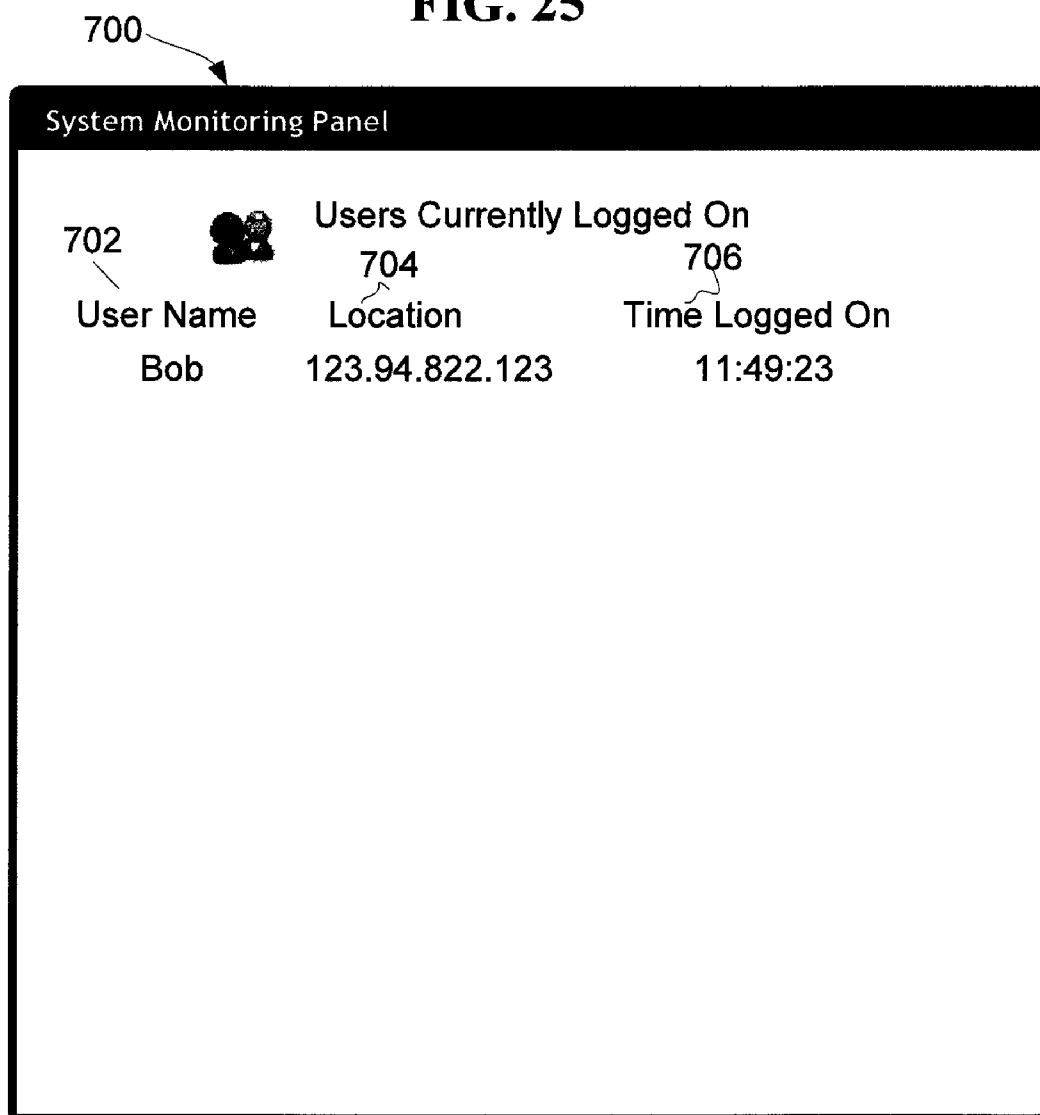 FIG. 25
700
System Monitoring Panel
Users Currently Logged On
702
704
706
User Name Location Time Logged On
Bob 123.94.822.123 11:49:23